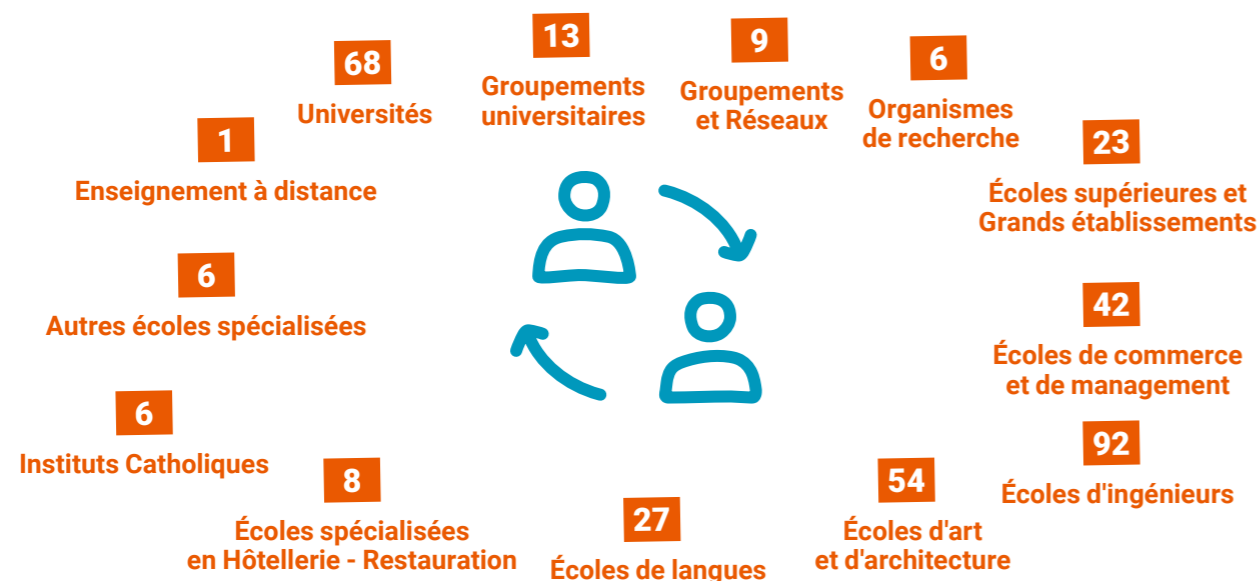 68
Universités
13
Groupements
universitaires
9
Groupements
et Réseaux
6
Organismes
de recherche
23
Écoles supérieures et
Grands établissements
42
Écoles de commerce
et de management
92
Écoles d'ingénieurs
54
Écoles d'art
et d'architecture
27
Écoles de langues
8
Écoles spécialisées
en Hôtellerie - Restauration
6
Instituts Catholiques
6
Autres écoles spécialisées
1
Enseignement à distance